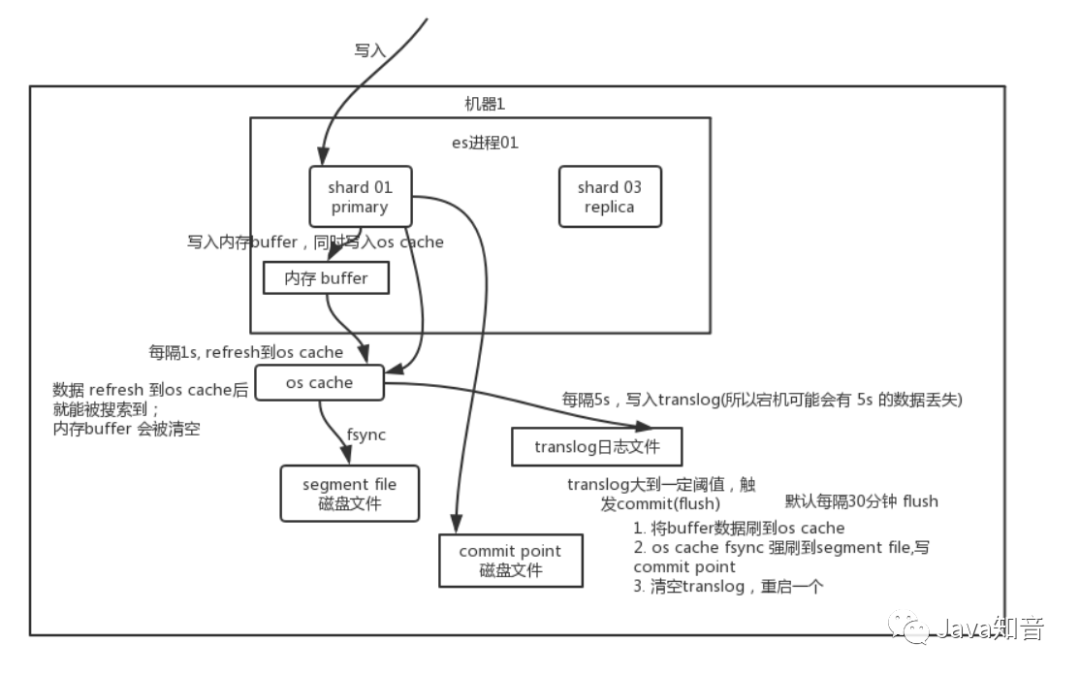 写入
机器1
es进程01
shard 01
primary
shard 03
replica
写入内存buffer，同时写入os cache
内存 buffer
每隔1s, refresh到os cache
os cache
数据 refresh 到os cache后
就能被搜索到；
内存buffer 会被清空
每隔5s，写入translog(所以宕机可能会有 5s 的数据丢失)
fsync
translog日志文件
segment file
磁盘文件
translog大到一定阈值，触
发commit(flush)
默认每隔30分钟 flush
1. 将buffer数据刷到os cache
2. os cache fsync 强刷到segment file,写
commit point
3. 清空translog，重启一个
commit point
磁盘文件
Java知音